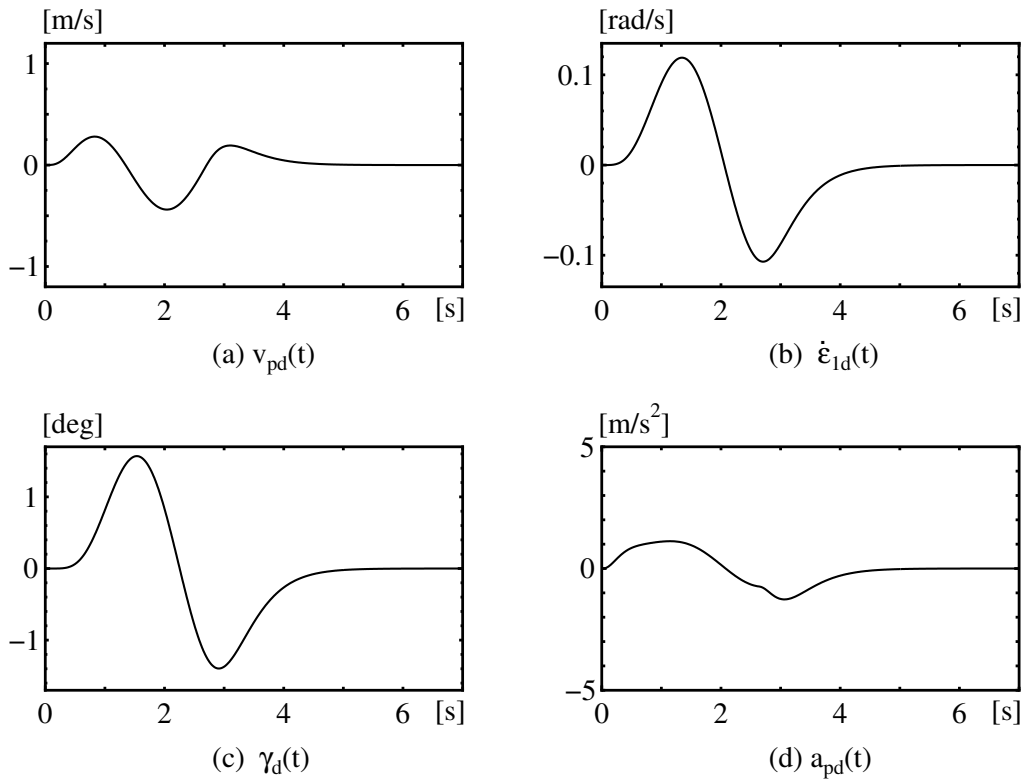 [m/s]
1
0
−1
0 2 4 6 [s]
(a) v_pd(t)
[rad/s]
0.1
0
−0.1
0 2 4 6 [s]
(b) ε̇_1d(t)
[deg]
1
0
−1
0 2 4 6 [s]
(c) γ_d(t)
[m/s²]
5
0
−5
0 2 4 6 [s]
(d) a_pd(t)